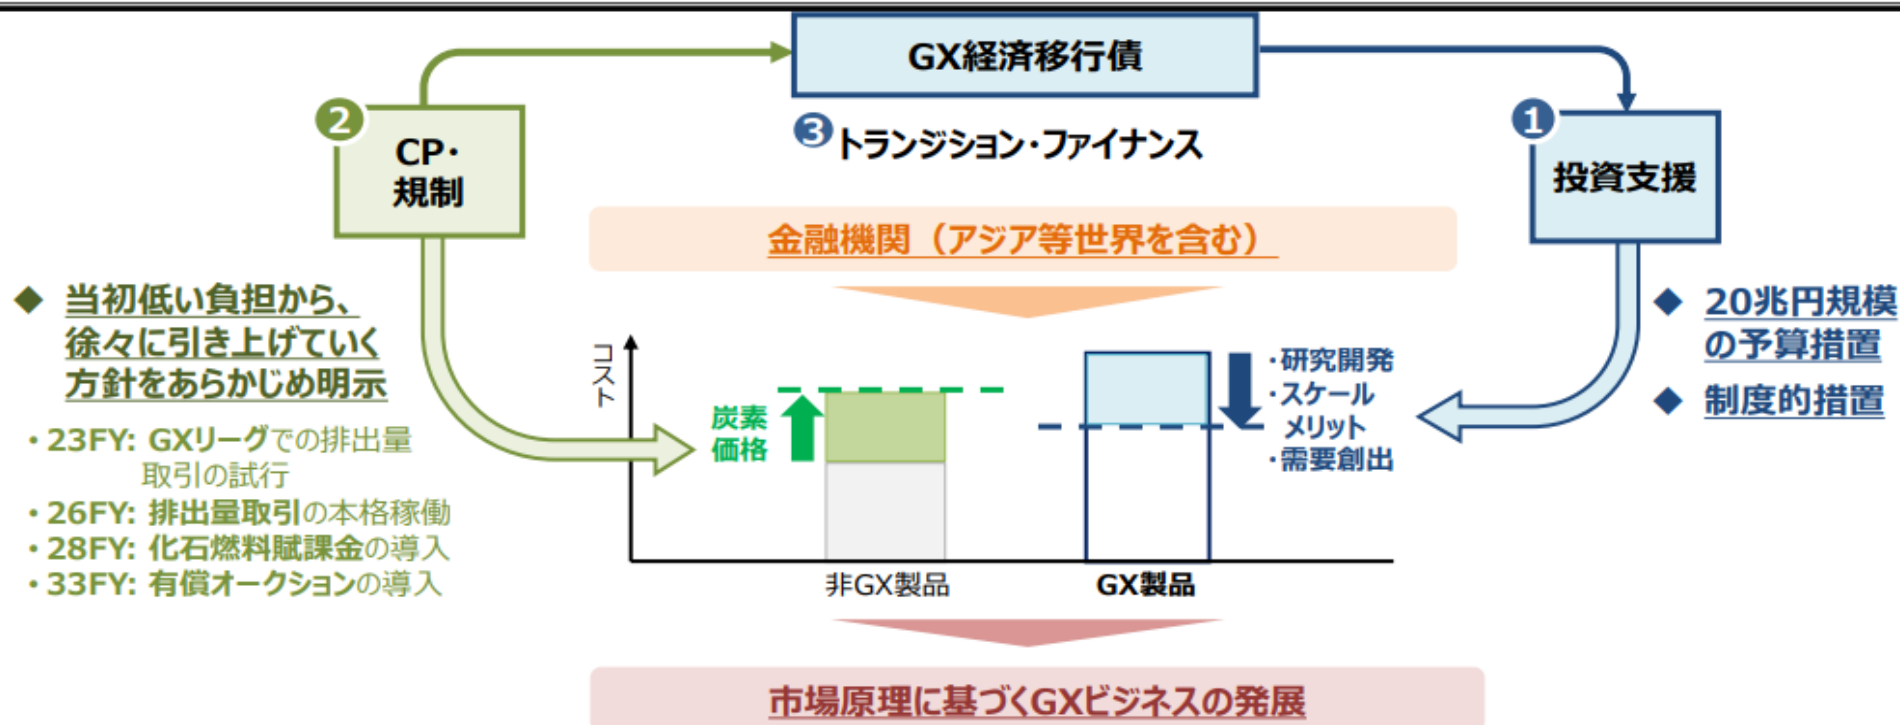 GX経済移行債
❷
CP・
規制
❸トランジション・ファイナンス
❶
投資支援
金融機関（アジア等世界を含む）
◆ 当初低い負担から、
徐々に引き上げていく
方針をあらかじめ明示
・23FY: GXリーグでの排出量
取引の試行
・26FY: 排出量取引の本格稼働
・28FY: 化石燃料賦課金の導入
・33FY: 有償オークションの導入
コスト
炭素
価格
・研究開発
・スケール
メリット
・需要創出
非GX製品
GX製品
◆ 20兆円規模
の予算措置
◆ 制度的措置
市場原理に基づくGXビジネスの発展